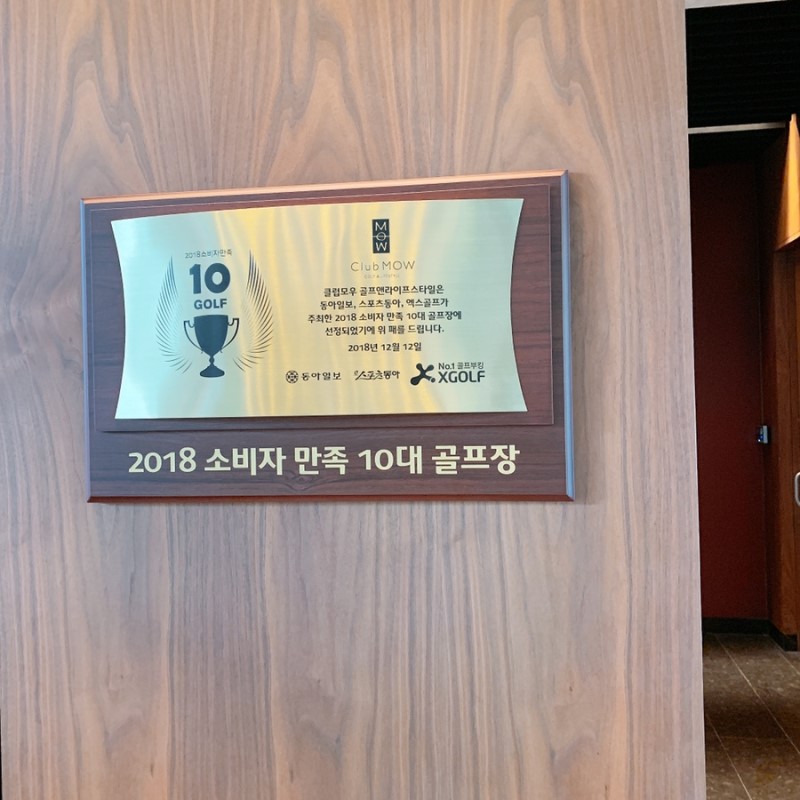 2018 소비자 만족
10
GOLF
MOW
Club MOW
클럽모우 골프앤라이프스타일은
동아일보, 스포츠동아, 엑스골프가
주최한 2018 소비자 만족 10대 골프장에
선정되었기에 위 패를 드립니다.
2018년 12월 12일
동아일보
스포츠동아
No.1 골프부킹
XGOLF
2018 소비자 만족 10대 골프장